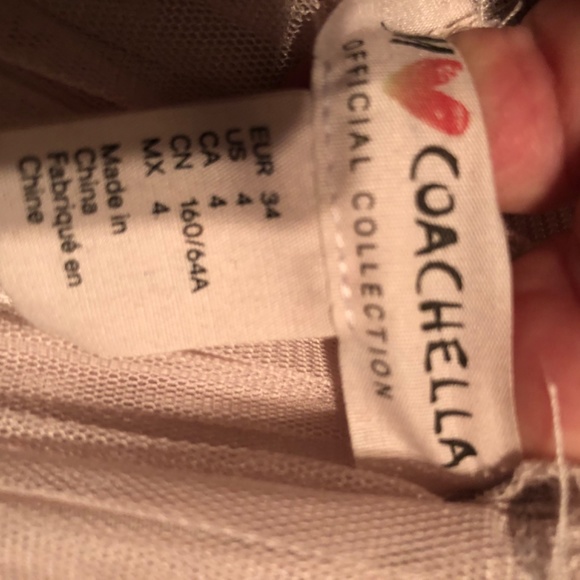 COACHELLA
OFFICIAL COLLECTION
EUR 34
US 4
CA 4
CN 160/64A
MX 4
Made in
China
Fabriqué en
Chine